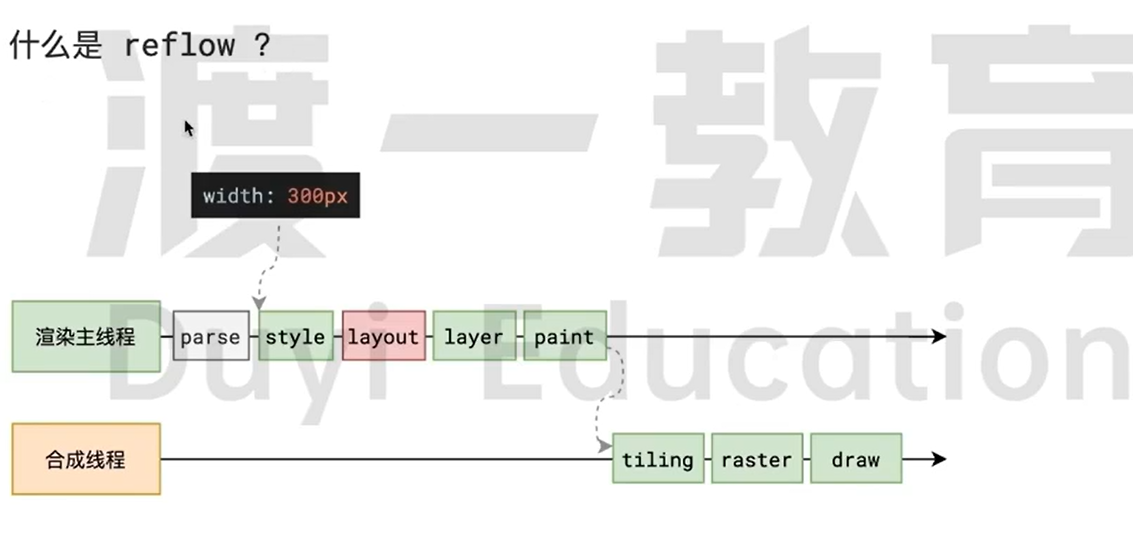 什么是 reflow ?
渡一教育
width: 300px
Duyi Education
渲染主线程 parse style layout layer paint
合成线程 tiling raster draw